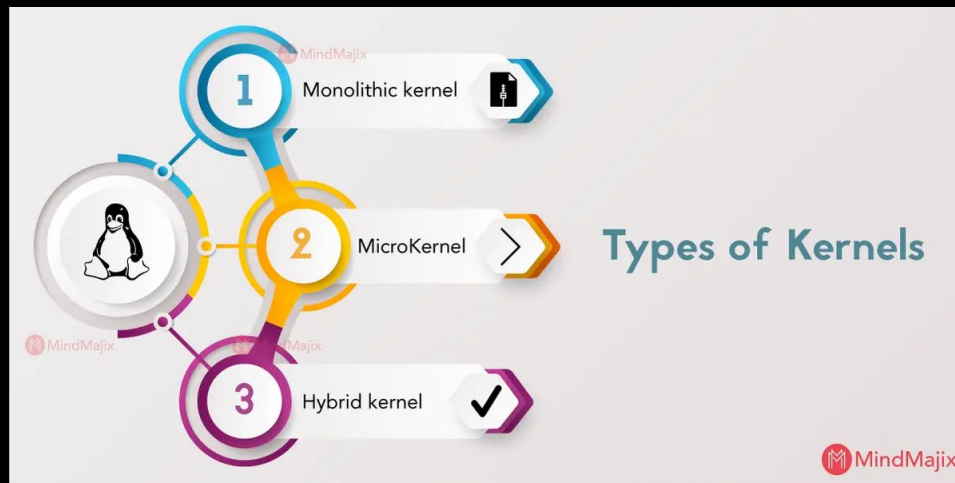 MindMajix
1
Monolithic kernel
2
MicroKernel
Types of Kernels
MindMajix
MindMajix
3
Hybrid kernel
MindMajix